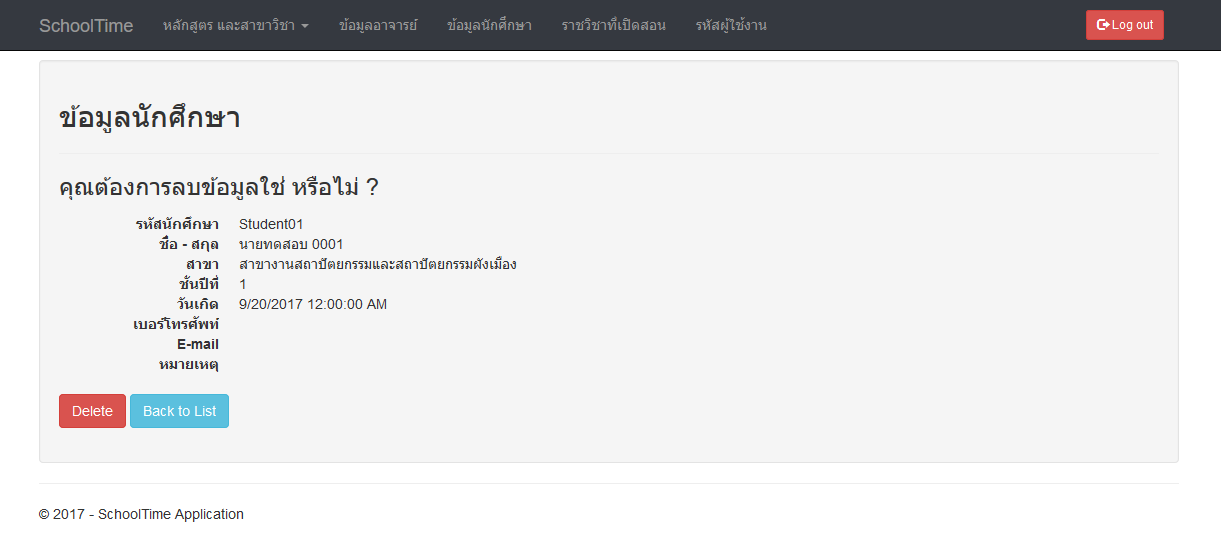 SchoolTime หลักสูตร และสาขาวิชา ข้อมูลอาจารย์ ข้อมูลนักศึกษา ราชวิชาที่เปิดสอน รหัสผู้ใช้งาน Log out
ข้อมูลนักศึกษา
คุณต้องการลบข้อมูลใช่ หรือไม่ ?
รหัสนักศึกษา Student01
ชื่อ - สกุล นายทดสอบ 0001
สาขา สาขางานสถาปัตยกรรมและสถาปัตยกรรมผังเมือง
ชั้นปีที่ 1
วันเกิด 9/20/2017 12:00:00 AM
เบอร์โทรศัพท์
E-mail
หมายเหตุ
Delete Back to List
© 2017 - SchoolTime Application